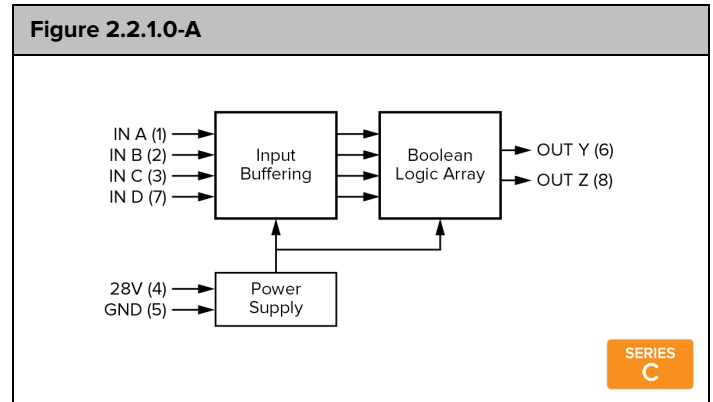 Figure 2.2.1.0-A
IN A (1)
IN B (2)
IN C (3)
IN D (7)
Input
Buffering
Boolean
Logic Array
OUT Y (6)
OUT Z (8)
28V (4)
GND (5)
Power
Supply
SERIES
C